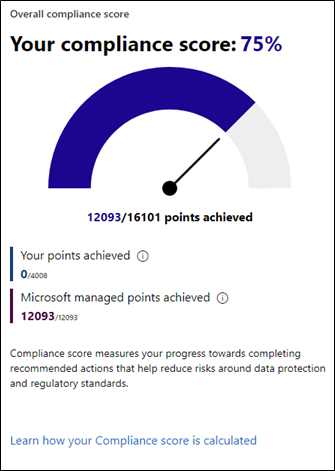 Overall compliance score
Your compliance score: 75%
12093/16101 points achieved
Your points achieved ⓘ
0/4008
Microsoft managed points achieved ⓘ
12093/12093
Compliance score measures your progress towards completing
recommended actions that help reduce risks around data protection
and regulatory standards.
Learn how your Compliance score is calculated